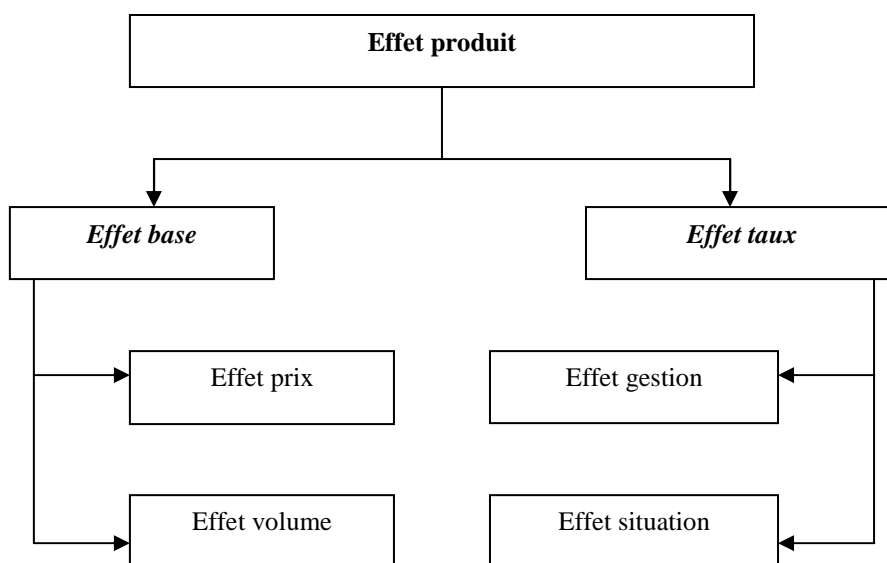 Effet produit
Effet base
Effet taux
Effet prix
Effet gestion
Effet volume
Effet situation